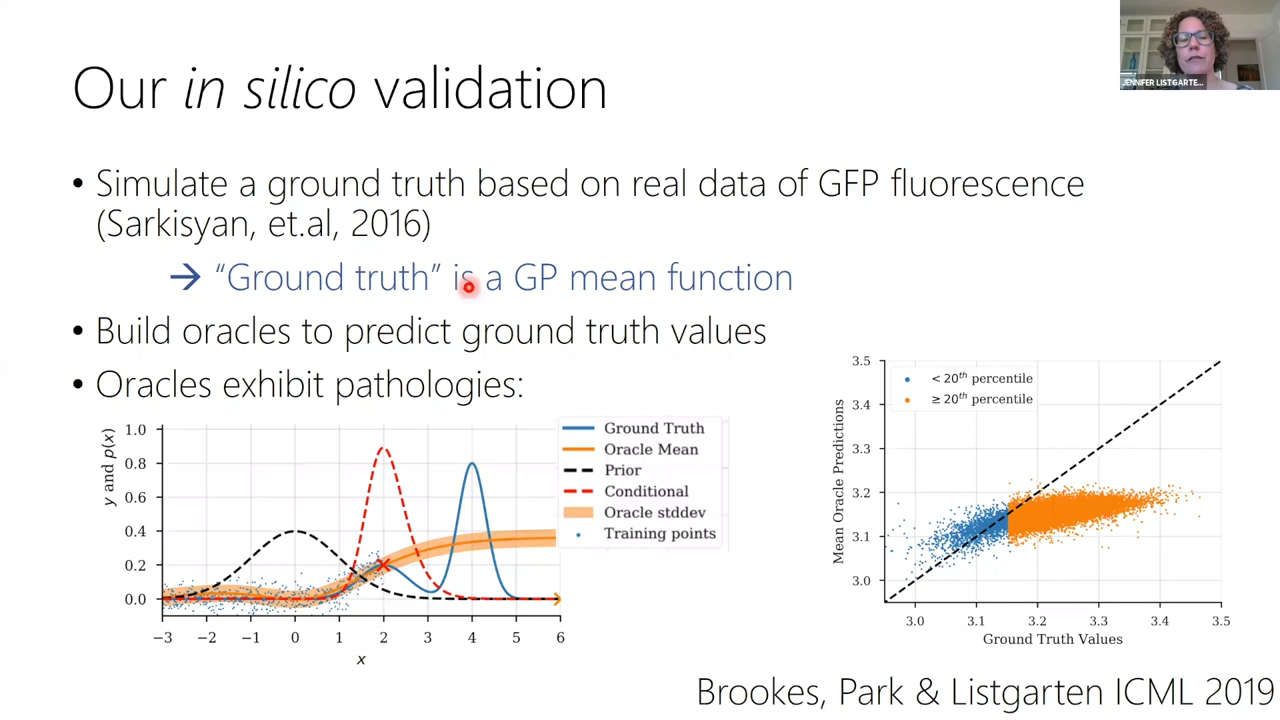 JENNIFER LISTGARTE...
Our in silico validation
• Simulate a ground truth based on real data of GFP fluorescence
(Sarkisyan, et.al, 2016)
→ “Ground truth” is a GP mean function
• Build oracles to predict ground truth values
• Oracles exhibit pathologies:
y and p(x)
1.0
0.8
0.6
0.4
0.2
0.0
−3 −2 −1 0 1 2 3 4 5 6
x
Ground Truth
Oracle Mean
Prior
Conditional
Oracle stddev
Training points
Mean Oracle Predictions
3.5
3.4
3.3
3.2
3.1
3.0
< 20th percentile
≥ 20th percentile
3.0 3.1 3.2 3.3 3.4 3.5
Ground Truth Values
Brookes, Park & Listgarten ICML 2019